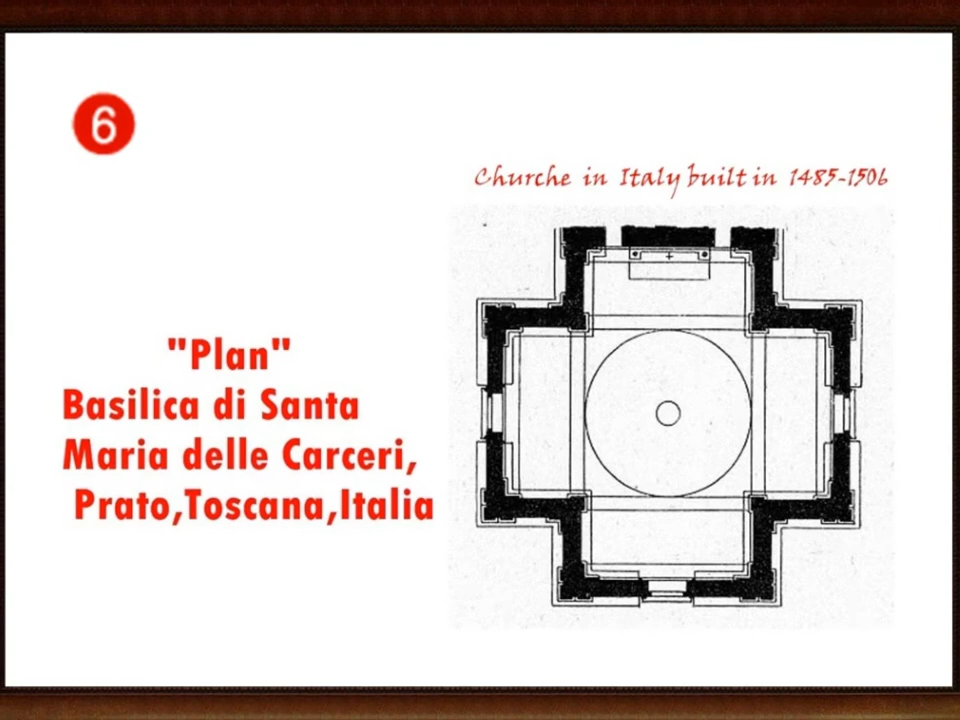 6
Churche in Italy built in 1485-1506
"Plan"
Basilica di Santa
Maria delle Carceri,
Prato,Toscana,Italia